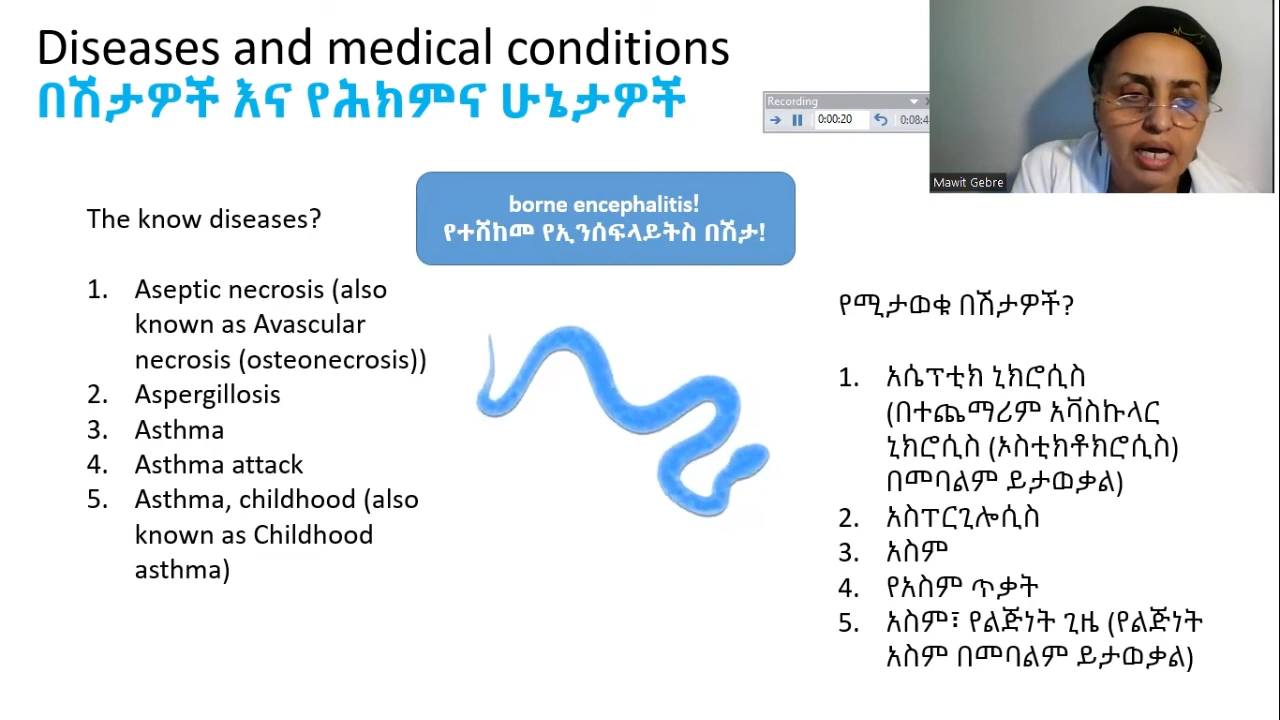 Diseases and medical conditions
በሽታዎች እና የሕክምና ሁኔታዎች
Recording
0:00:20
0:08:4
Mawit Gebre
borne encephalitis!
የተሸከመ የኢንሰፍላይትስ በሽታ!
The know diseases?
1. Aseptic necrosis (also
known as Avascular
necrosis (osteonecrosis))
2. Aspergillosis
3. Asthma
4. Asthma attack
5. Asthma, childhood (also
known as Childhood
asthma)
የሚታወቁ በሽታዎች?
1. አሴፕቲክ ኒክሮሲስ
(በተጨማሪም አቫስኩላር
ኒክሮሲስ (ኦስቲክቶክሮሲስ)
በመባልም ይታወቃል)
2. አስፐርጊሎሲስ
3. አስም
4. የአስም ጥቃት
5. አስም፣ የልጅነት ጊዜ (የልጅነት
አስም በመባልም ይታወቃል)